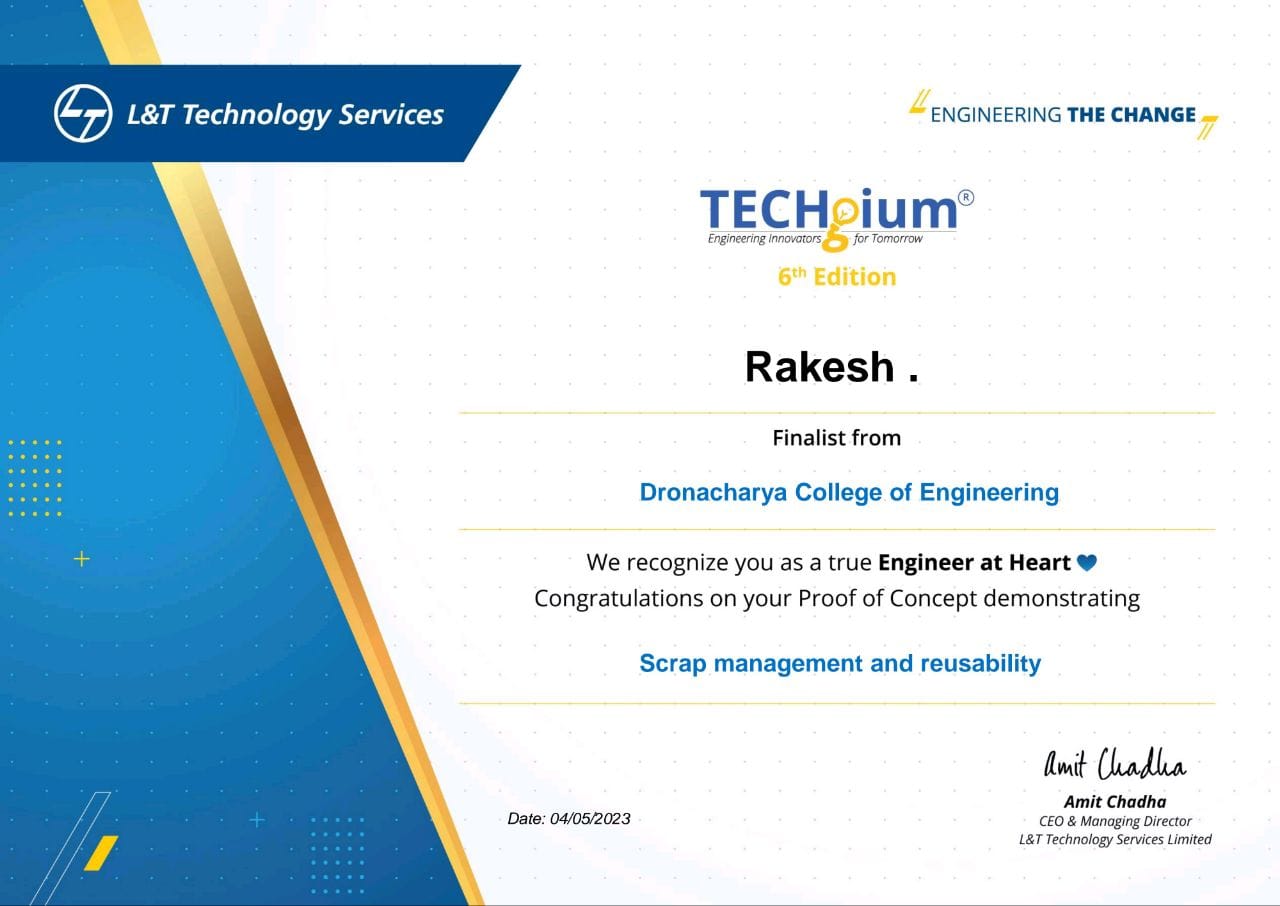 L&T Technology Services
ENGINEERING THE CHANGE
TECHgium®
Engineering Innovators for Tomorrow
6th Edition
Rakesh .
Finalist from
Dronacharya College of Engineering
We recognize you as a true Engineer at Heart
Congratulations on your Proof of Concept demonstrating
Scrap management and reusability
Amit Chadha
Amit Chadha
CEO & Managing Director
L&T Technology Services Limited
Date: 04/05/2023